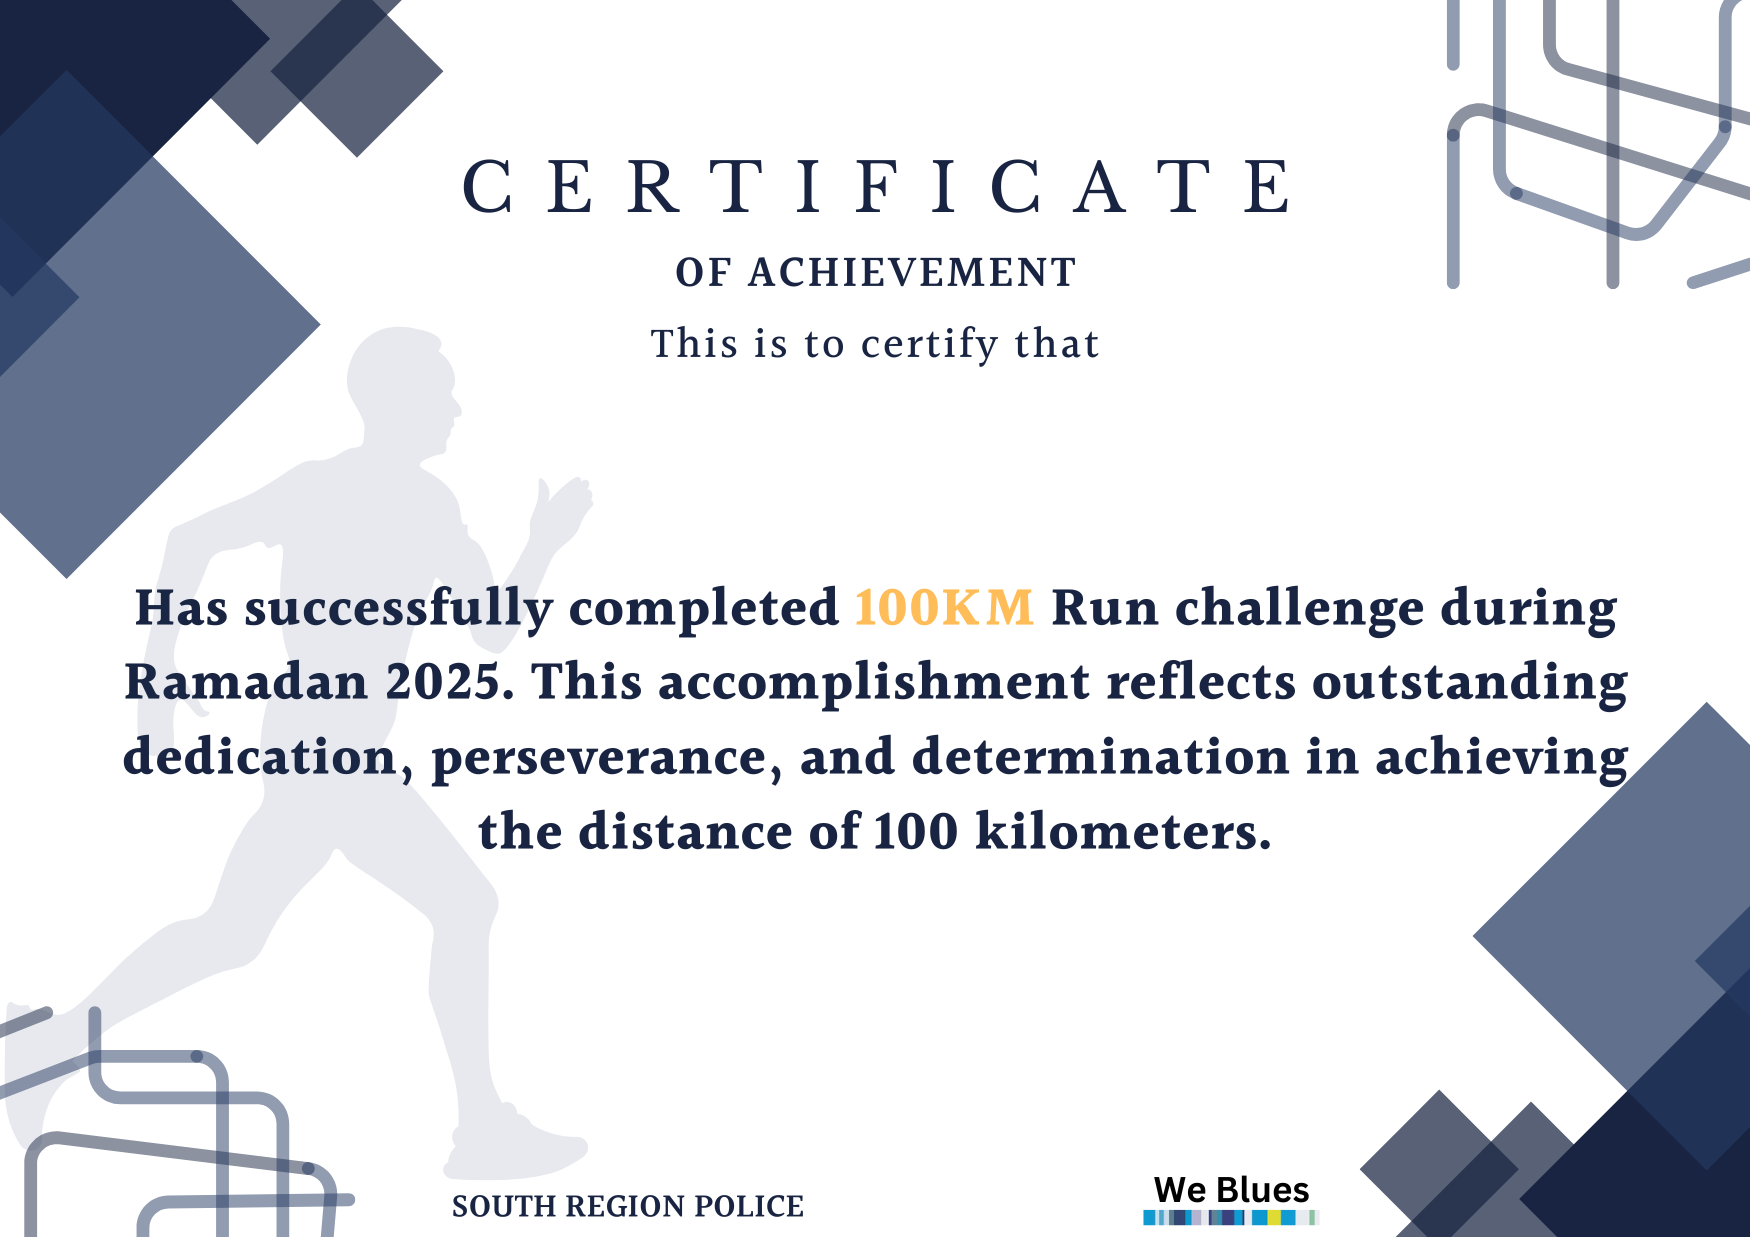 CERTIFICATE
OF ACHIEVEMENT
This is to certify that
Has successfully completed 100KM Run challenge during
Ramadan 2025. This accomplishment reflects outstanding
dedication, perseverance, and determination in achieving
the distance of 100 kilometers.
SOUTH REGION POLICE
We Blues